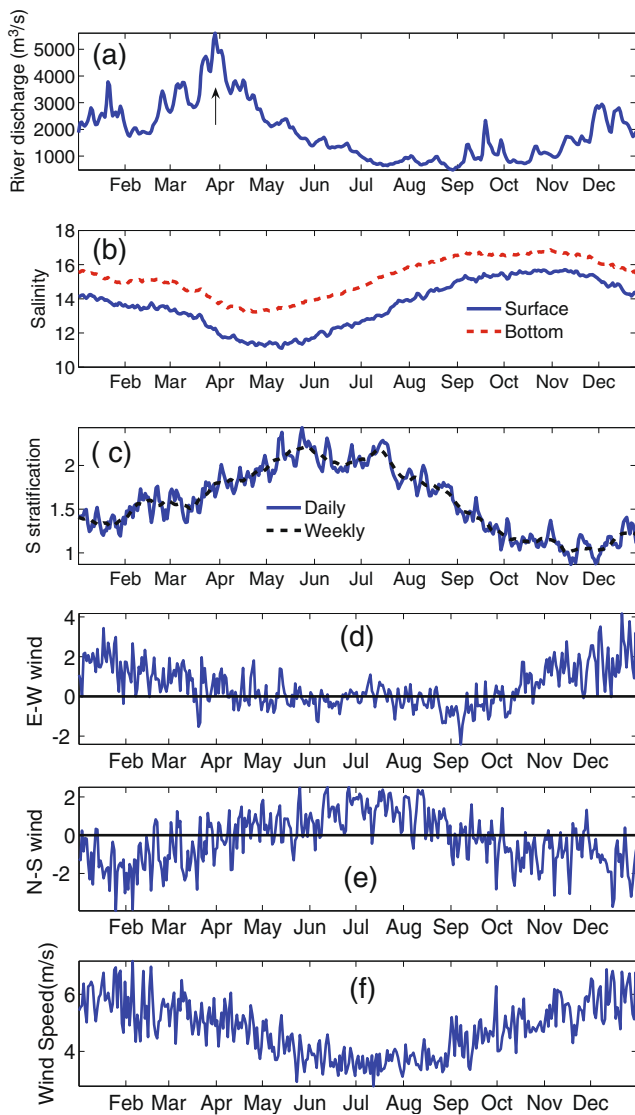 (a)
River discharge (m³/s)
5000
4000
3000
2000
1000
Feb Mar Apr May Jun Jul Aug Sep Oct Nov Dec
(b)
Salinity
18
16
14
12
10
Surface
Bottom
Feb Mar Apr May Jun Jul Aug Sep Oct Nov Dec
( c)
S stratification
2
1.5
1
Daily
Weekly
Feb Mar Apr May Jun Jul Aug Sep Oct Nov Dec
(d)
E-W wind
4
2
0
-2
Feb Mar Apr May Jun Jul Aug Sep Oct Nov Dec
N-S wind
2
0
-2
(e)
Feb Mar Apr May Jun Jul Aug Sep Oct Nov Dec
(f)
Wind Speed(m/s)
6
4
Feb Mar Apr May Jun Jul Aug Sep Oct Nov Dec